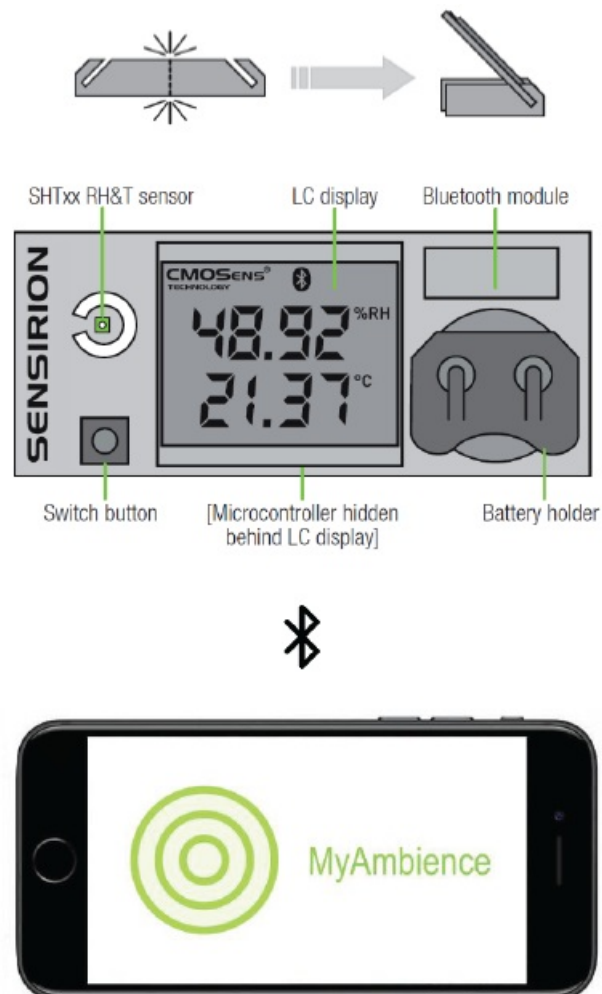 SHTxx RH&T sensor
LC display
Bluetooth module
SENSIRION
CMOSENS®
TECHNOLOGY
48.92 %RH
21.37 °C
Switch button
[Microcontroller hidden
behind LC display]
Battery holder
MyAmbience